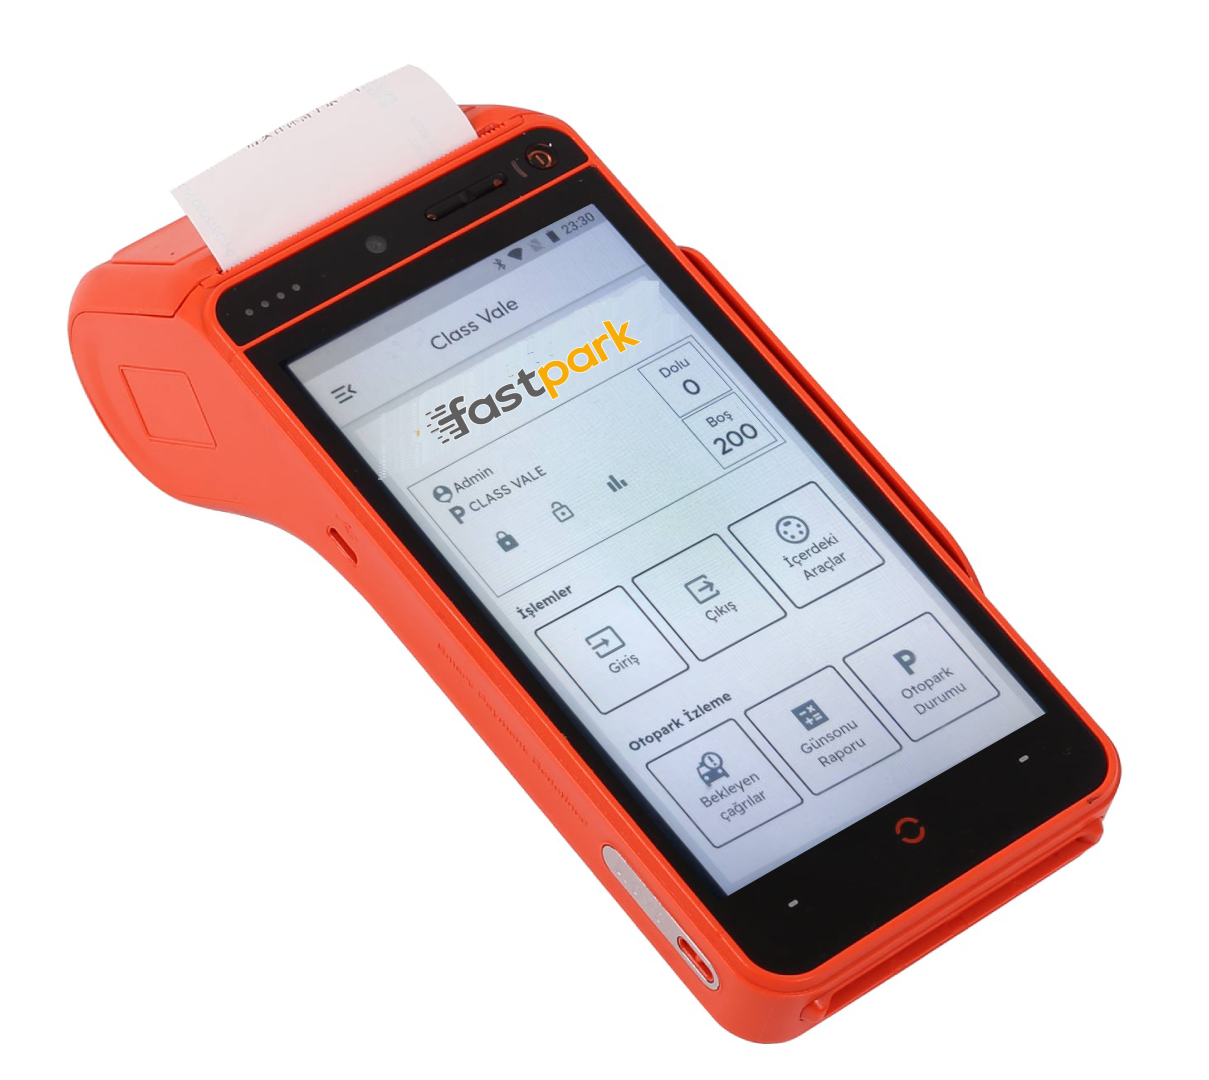 23:30
Class Vale
fastpark
Dolu
0
Boş
200
Admin
P CLASS VALE
İşlemler
Giriş
Çıkış
İçerdeki
Araçlar
Otopark İzleme
Bekleyen
çağrılar
Günsonu
Raporu
P
Otopark
Durumu